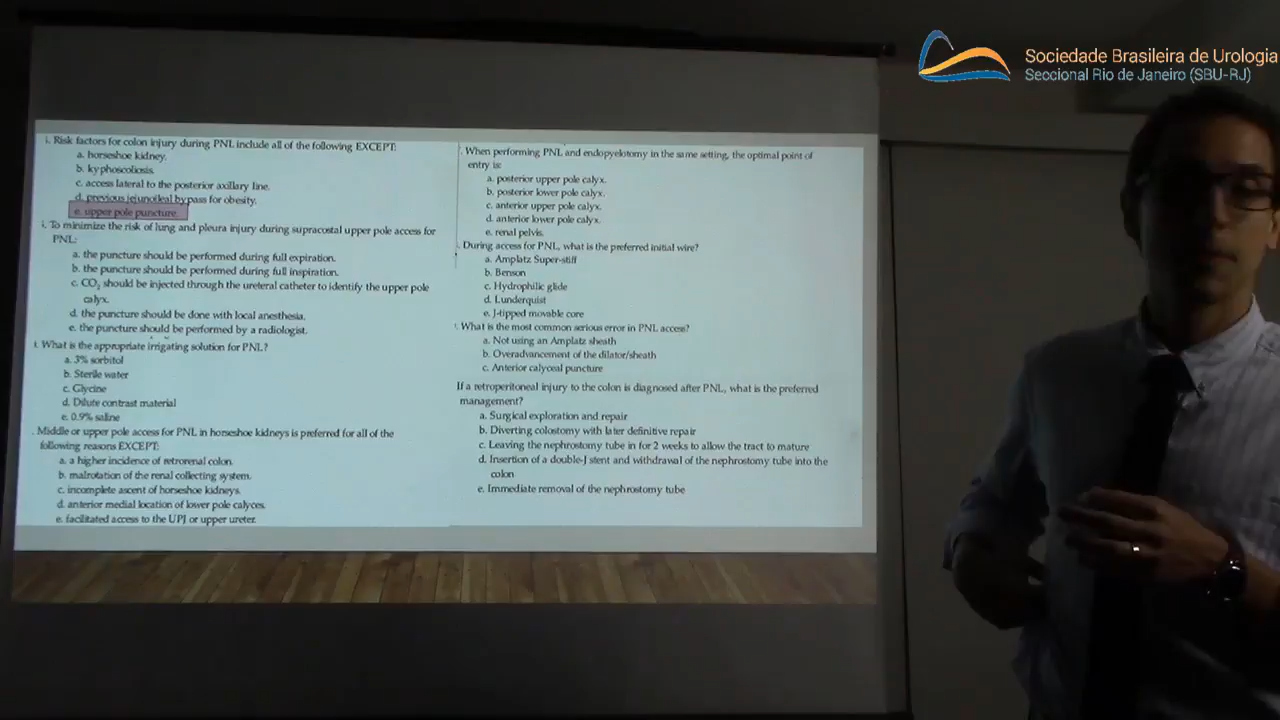 Sociedade Brasileira de Urologia
Seccional Rio de Janeiro (SBU-RJ)
Risk factors for colon injury during PNL include all of the following EXCEPT:
a. horseshoe kidney.
b. kyphoscoliosis.
c. access lateral to the posterior axillary line.
d. previous jejunoileal bypass for obesity.
e. upper pole puncture.
To minimize the risk of lung and pleura injury during supracostal upper pole access for
PNL:
a. the puncture should be performed during full expiration.
b. the puncture should be performed during full inspiration.
c. CO2 should be injected through the ureteral catheter to identify the upper pole
calyx.
d. the puncture should be done with local anesthesia.
e. the puncture should be performed by a radiologist.
What is the appropriate irrigating solution for PNL?
a. 3% sorbitol
b. Sterile water
c. Glycine
d. Dilute contrast material
e. 0.9% saline
Middle or upper pole access for PNL in horseshoe kidneys is preferred for all of the
following reasons EXCEPT:
a. a higher incidence of retrorenal colon.
b. malrotation of the renal collecting system.
c. incomplete ascent of horseshoe kidneys.
d. anterior medial location of lower pole calyces.
e. facilitated access to the UPJ or upper ureter.
When performing PNL and endopyelotomy in the same setting, the optimal point of
entry is:
a. posterior upper pole calyx.
b. posterior lower pole calyx.
c. anterior upper pole calyx.
d. anterior lower pole calyx.
e. renal pelvis.
During access for PNL, what is the preferred initial wire?
a. Amplatz Super-stiff
b. Benson
c. Hydrophilic glide
d. Lunderquist
e. J-tipped movable core
What is the most common serious error in PNL access?
a. Not using an Amplatz sheath
b. Overadvancement of the dilator/sheath
c. Anterior calyceal puncture
If a retroperitoneal injury to the colon is diagnosed after PNL, what is the preferred
management?
a. Surgical exploration and repair
b. Diverting colostomy with later definitive repair
c. Leaving the nephrostomy tube in for 2 weeks to allow the tract to mature
d. Insertion of a double-J stent and withdrawal of the nephrostomy tube into the
colon
e. Immediate removal of the nephrostomy tube